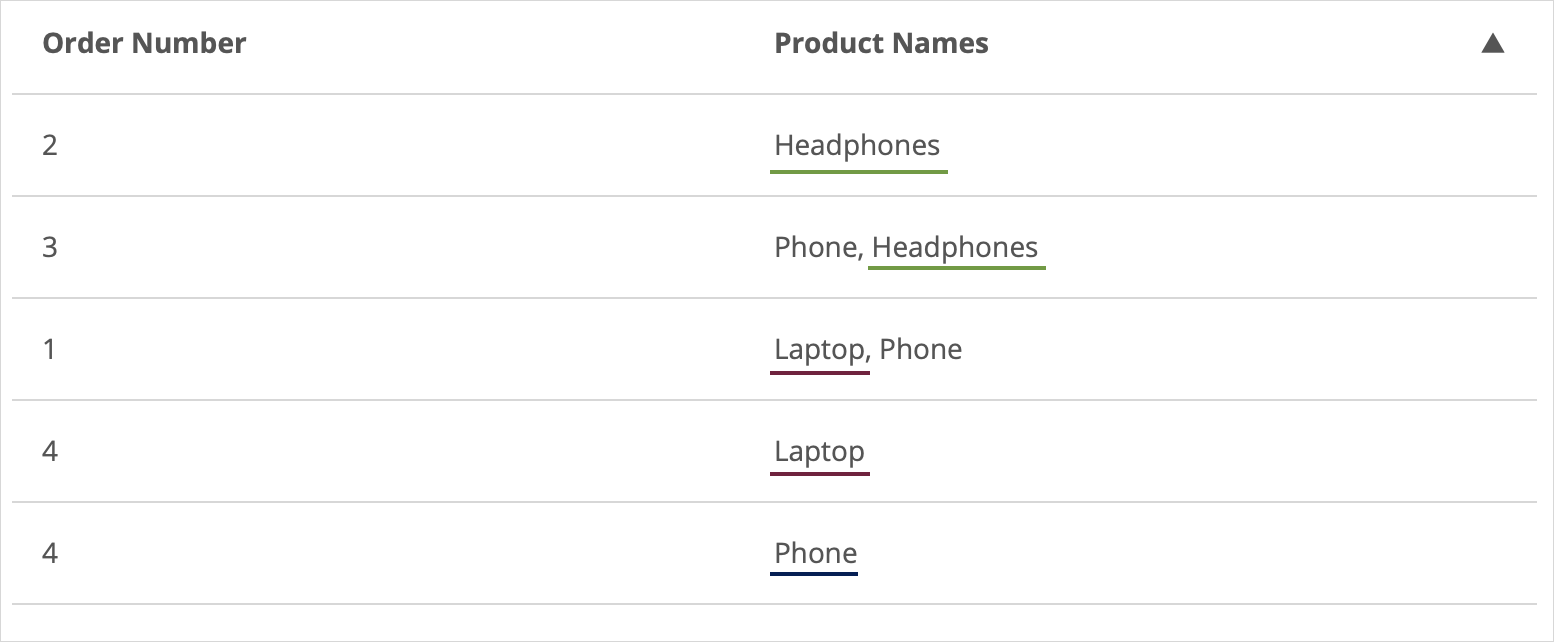 Order Number Product Names ▲
2 Headphones
3 Phone, Headphones
1 Laptop, Phone
4 Laptop
4 Phone